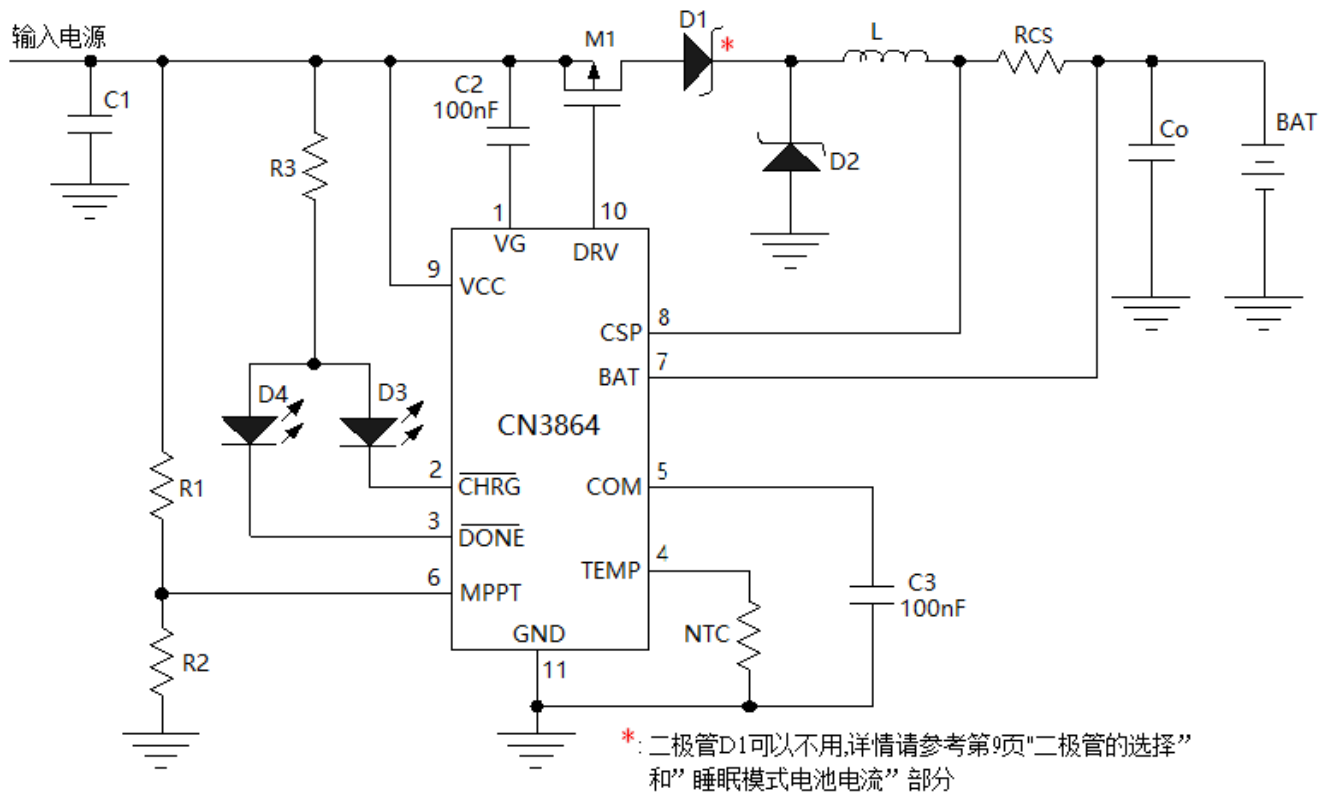 输入电源
C1
R3
C2
100nF
M1
D1
*
L
RCS
D2
Co
BAT
1
10
VG
DRV
9
VCC
CSP
8
BAT
7
CN3864
D4
D3
2
CHRG
3
DONE
6
MPPT
COM
5
TEMP
4
GND
11
R1
R2
NTC
C3
100nF
*: 二极管D1可以不用,详情请参考第9页"二极管的选择”
和”睡眠模式电池电流”部分